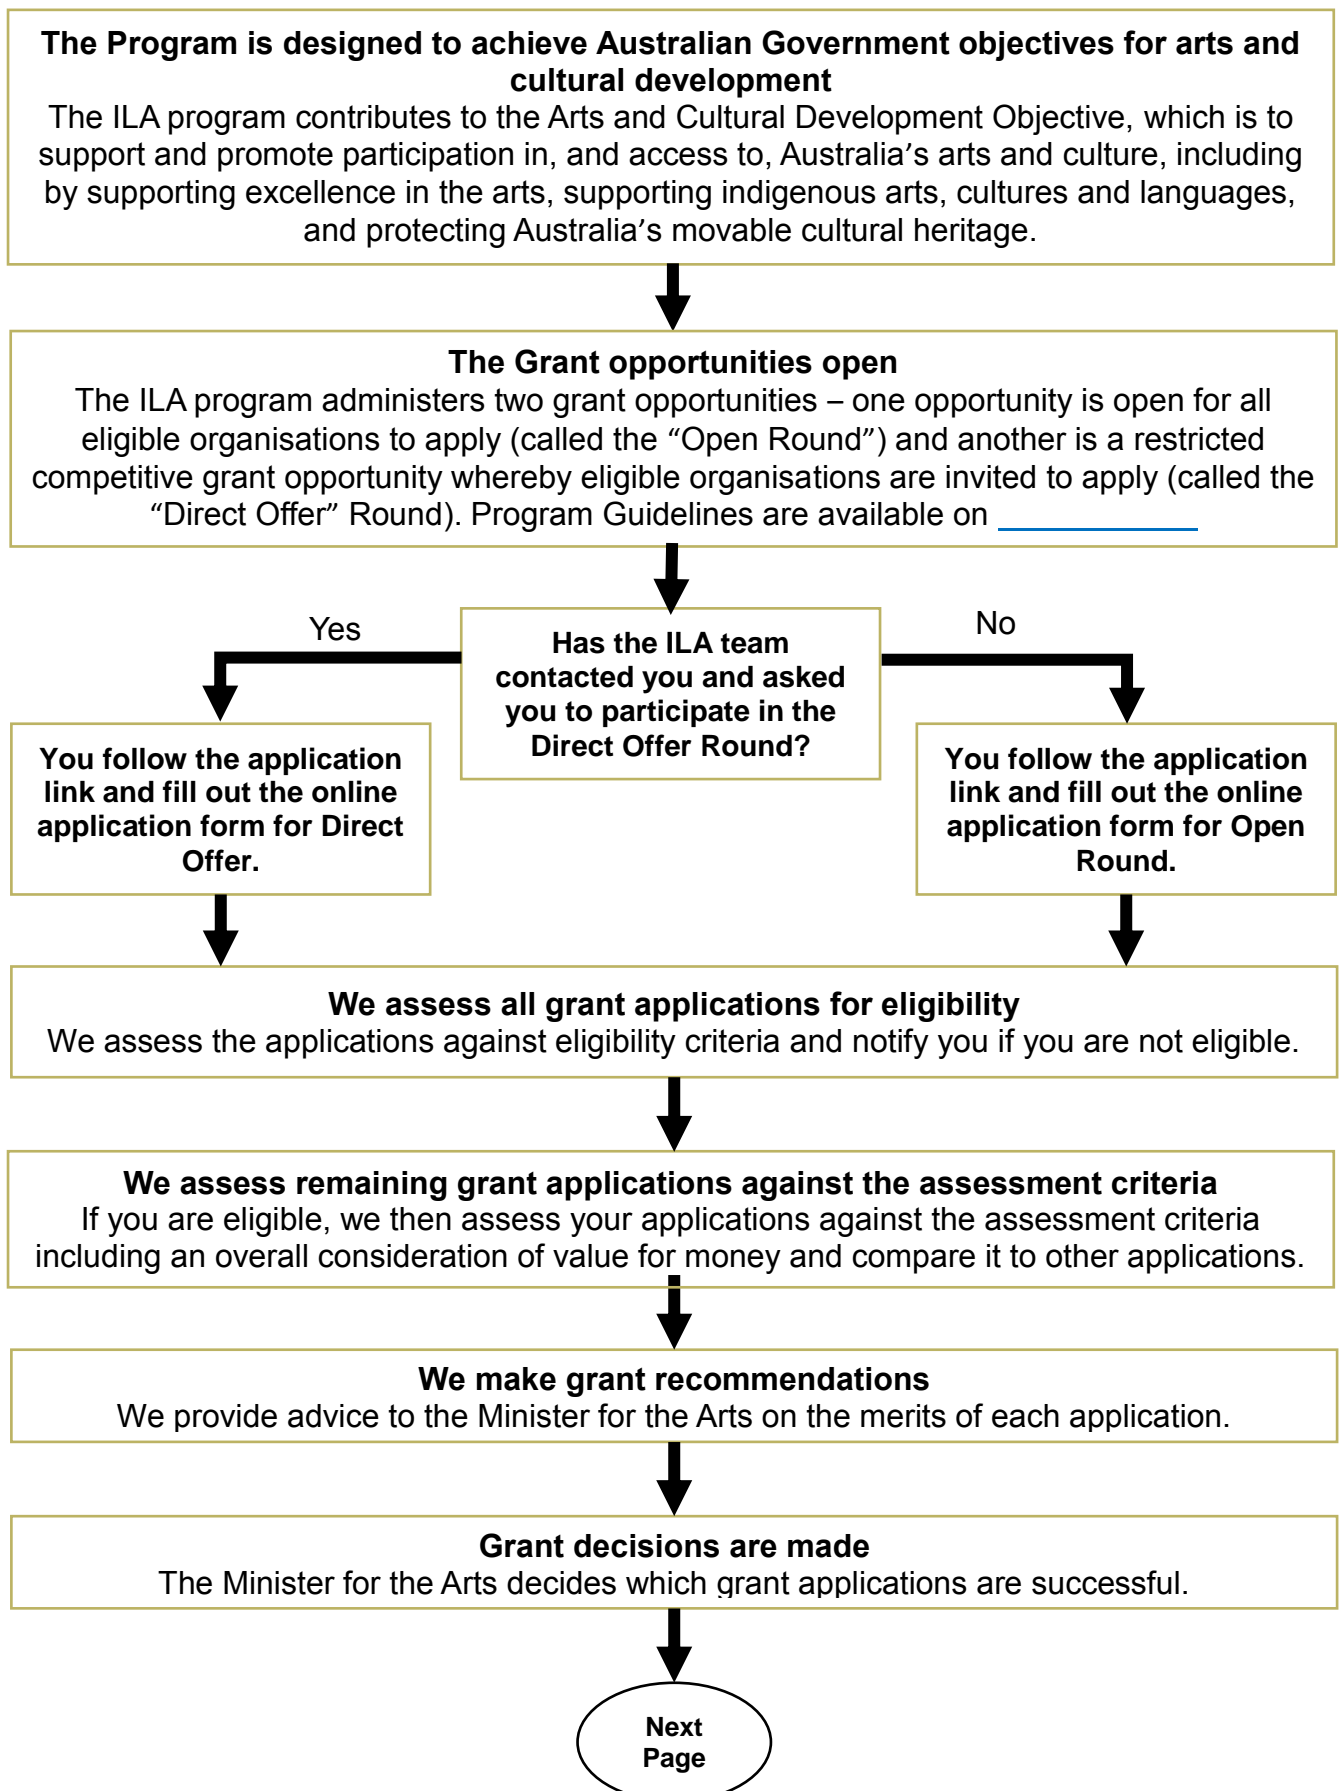 The Program is designed to achieve Australian Government objectives for arts and
cultural development
The ILA program contributes to the Arts and Cultural Development Objective, which is to
support and promote participation in, and access to, Australia's arts and culture, including
by supporting excellence in the arts, supporting indigenous arts, cultures and languages,
and protecting Australia's movable cultural heritage.
The Grant opportunities open
The ILA program administers two grant opportunities – one opportunity is open for all
eligible organisations to apply (called the “Open Round”) and another is a restricted
competitive grant opportunity whereby eligible organisations are invited to apply (called the
“Direct Offer” Round). Program Guidelines are available on
Yes
No
Has the ILA team
contacted you and asked
you to participate in the
Direct Offer Round?
You follow the application
link and fill out the online
application form for Direct
Offer.
You follow the application
link and fill out the online
application form for Open
Round.
We assess all grant applications for eligibility
We assess the applications against eligibility criteria and notify you if you are not eligible.
We assess remaining grant applications against the assessment criteria
If you are eligible, we then assess your applications against the assessment criteria
including an overall consideration of value for money and compare it to other applications.
We make grant recommendations
We provide advice to the Minister for the Arts on the merits of each application.
Grant decisions are made
The Minister for the Arts decides which grant applications are successful.
Next
Page